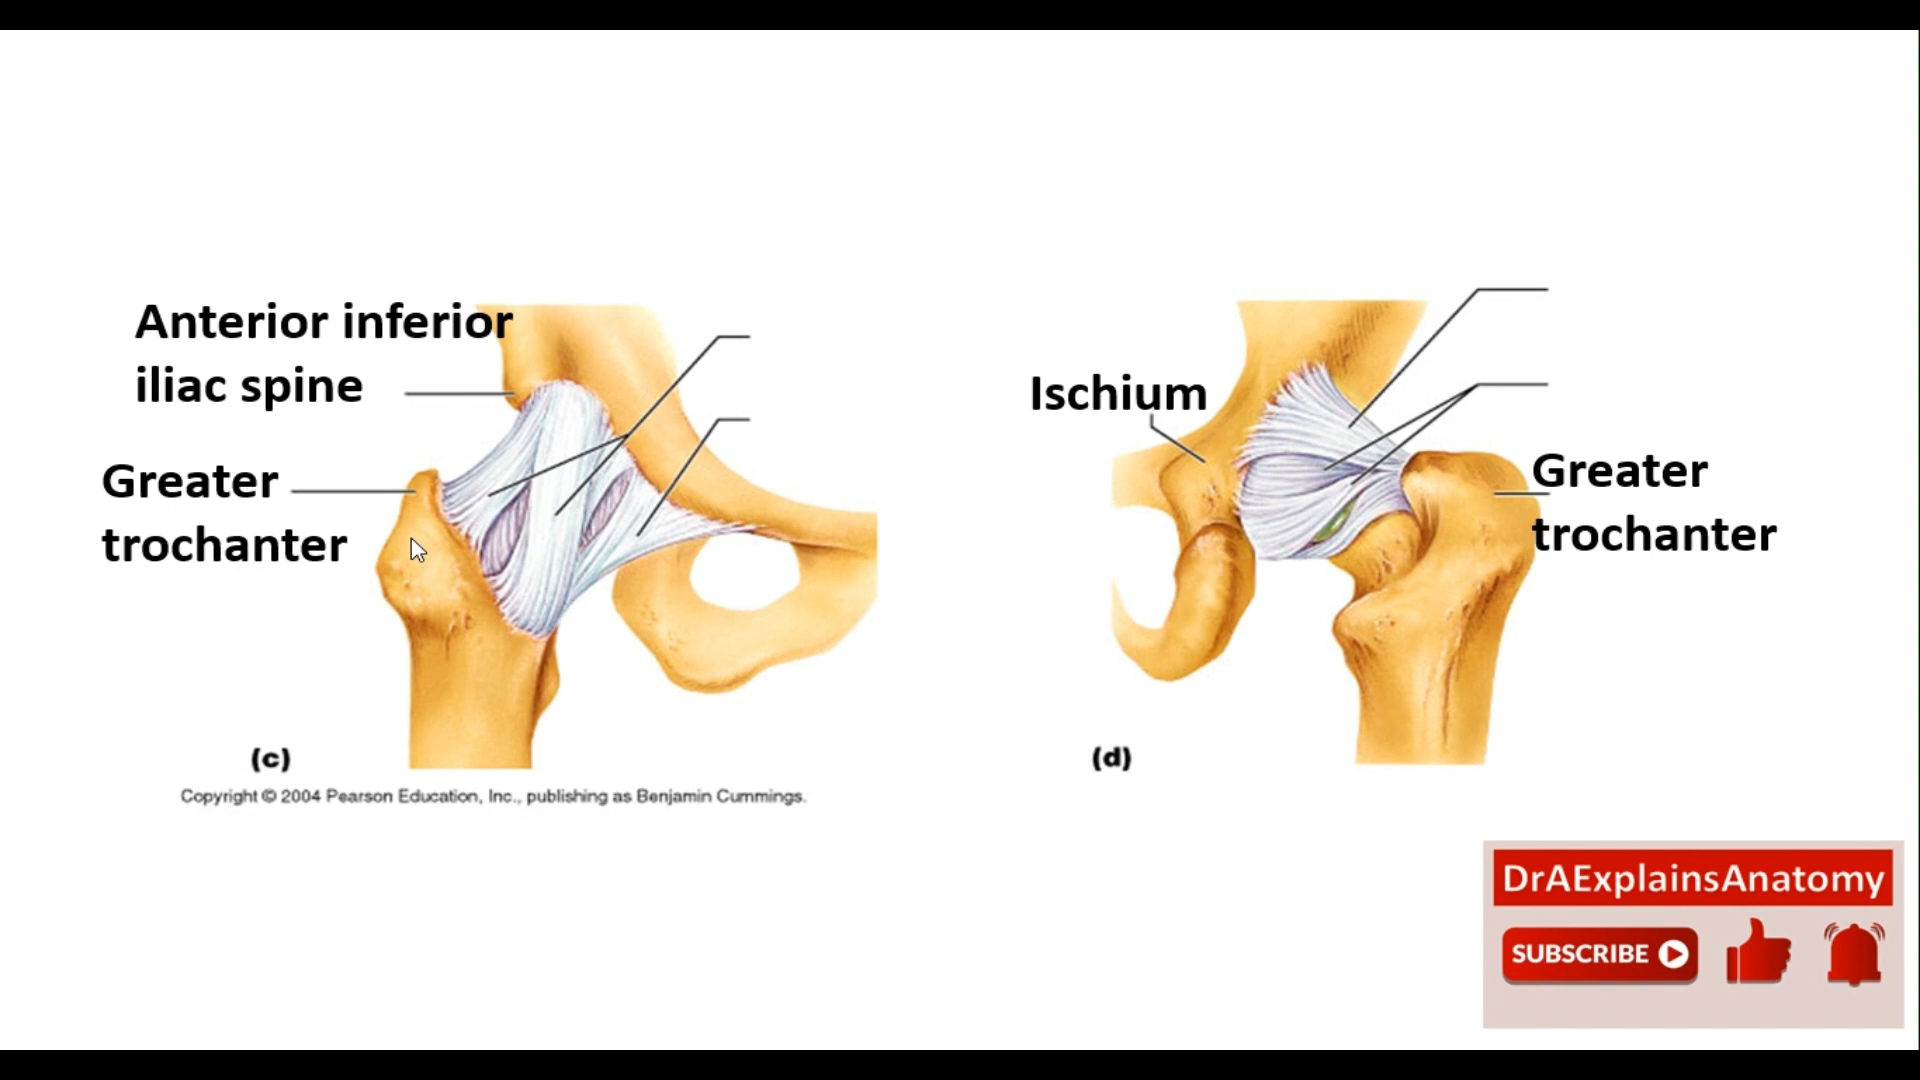 Anterior inferior
iliac spine
Greater
trochanter
(c)
Copyright © 2004 Pearson Education, Inc., publishing as Benjamin Cummings.
Ischium
Greater
trochanter
(d)
DrAExplainsAnatomy
SUBSCRIBE